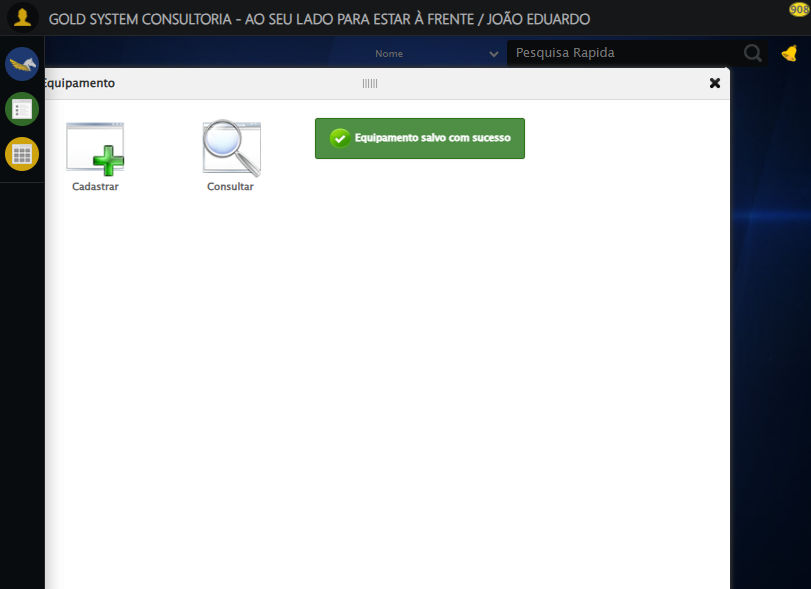 GOLD SYSTEM CONSULTORIA - AO SEU LADO PARA ESTAR À FRENTE / JOÃO EDUARDO
908
Nome
Pesquisa Rapida
Equipamento
Equipamento salvo com sucesso
Cadastrar
Consultar